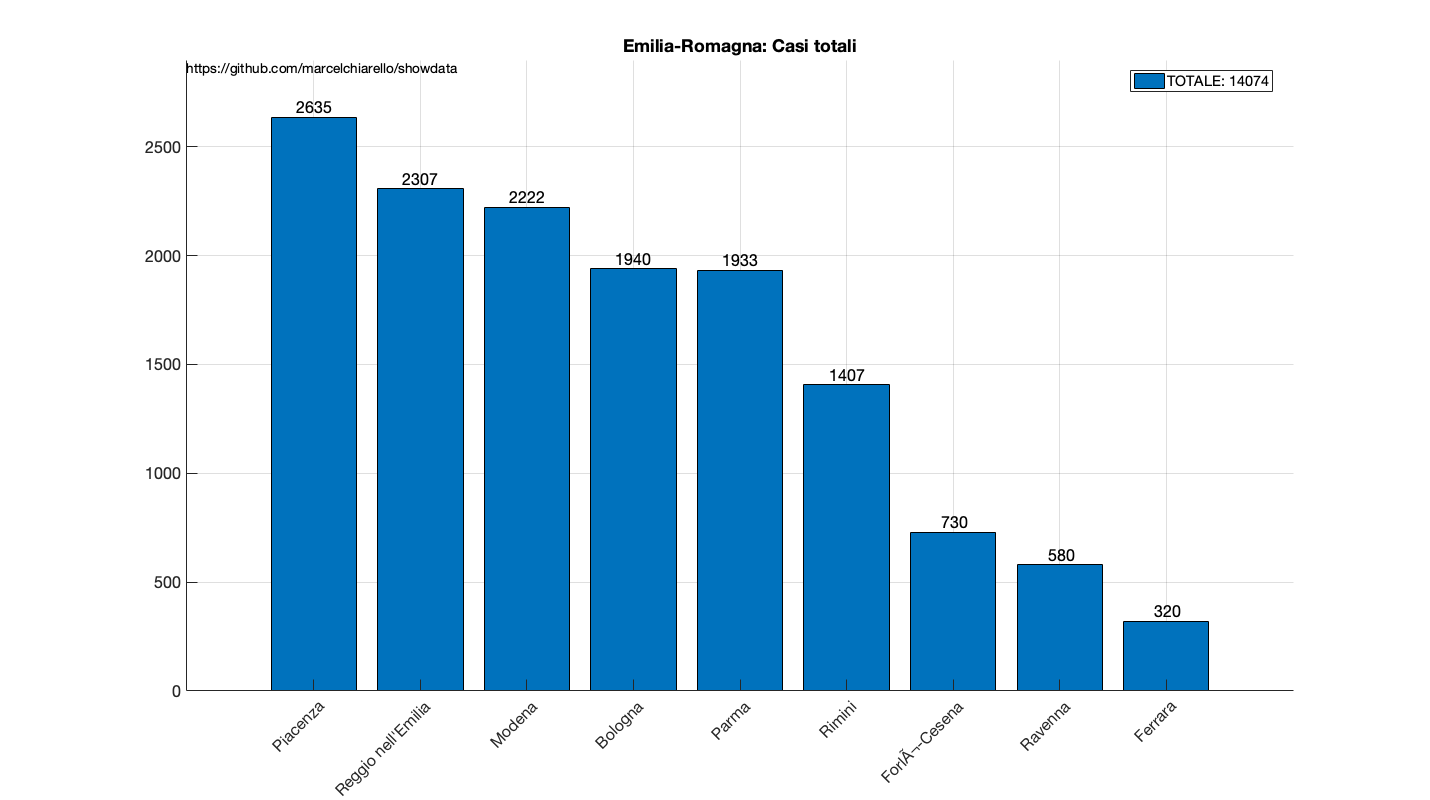 Emilia-Romagna: Casi totali
https://github.com/marcelchiarello/showdata
TOTALE: 14074
2635
2307
2222
1940
1933
1407
730
580
320
2500
2000
1500
1000
500
0
Piacenza
Reggio nell'Emilia
Modena
Bologna
Parma
Rimini
ForlÃ¬-Cesena
Ravenna
Ferrara